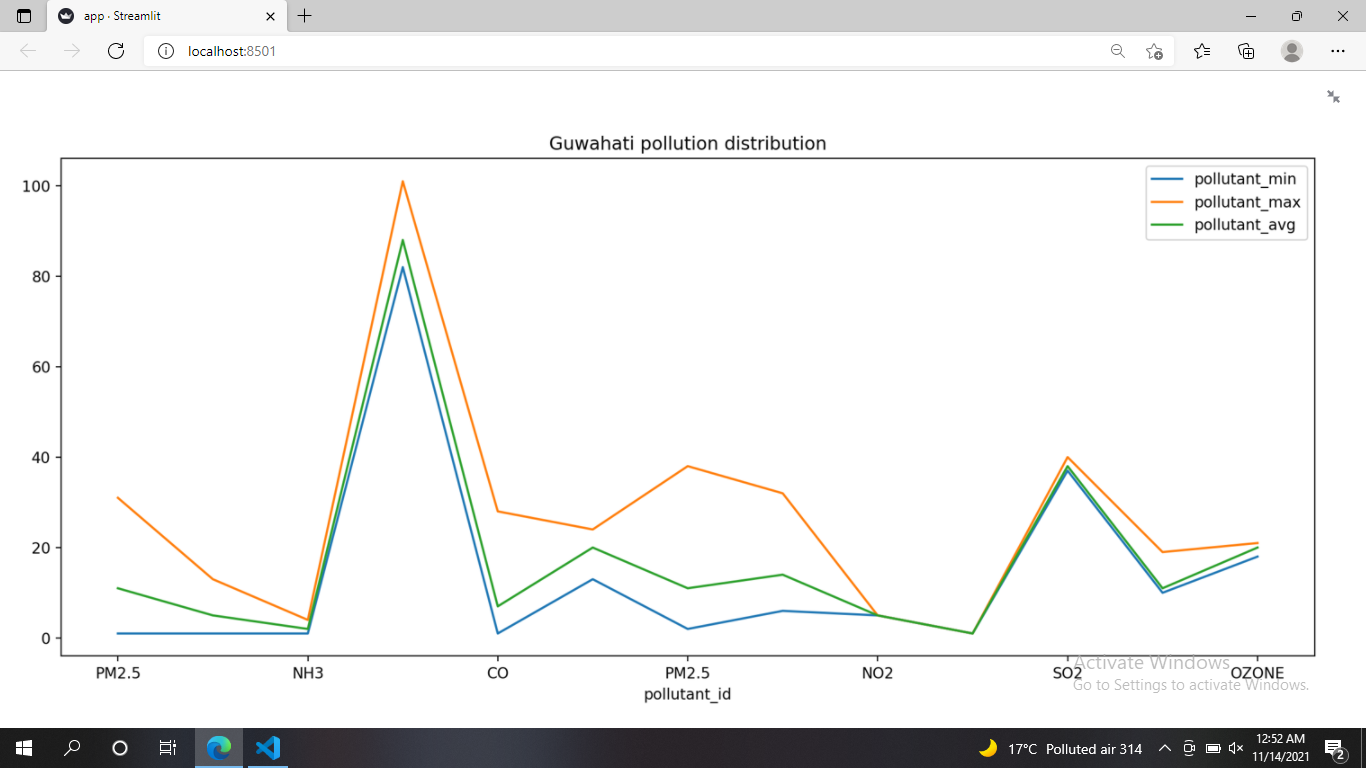 app · Streamlit
localhost:8501
Guwahati pollution distribution
pollutant_min
pollutant_max
pollutant_avg
100
80
60
40
20
0
PM2.5 NH3 CO PM2.5 NO2 SO2 OZONE
pollutant_id
Activate Windows
Go to Settings to activate Windows.
17°C Polluted air 314
12:52 AM
11/14/2021
2